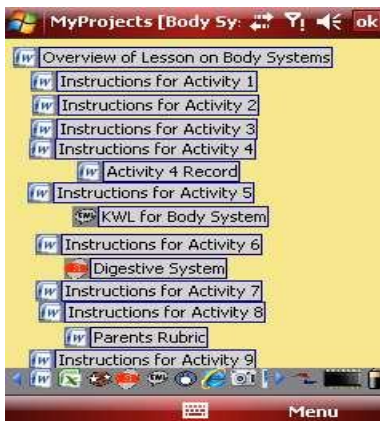 MyProjects [Body Sy: ok
Overview of Lesson on Body Systems
Instructions for Activity 1
Instructions for Activity 2
Instructions for Activity 3
Instructions for Activity 4
Activity 4 Record
Instructions for Activity 5
KWL for Body System
Instructions for Activity 6
Digestive System
Instructions for Activity 7
Instructions for Activity 8
Parents Rubric
Instructions for Activity 9
Menu